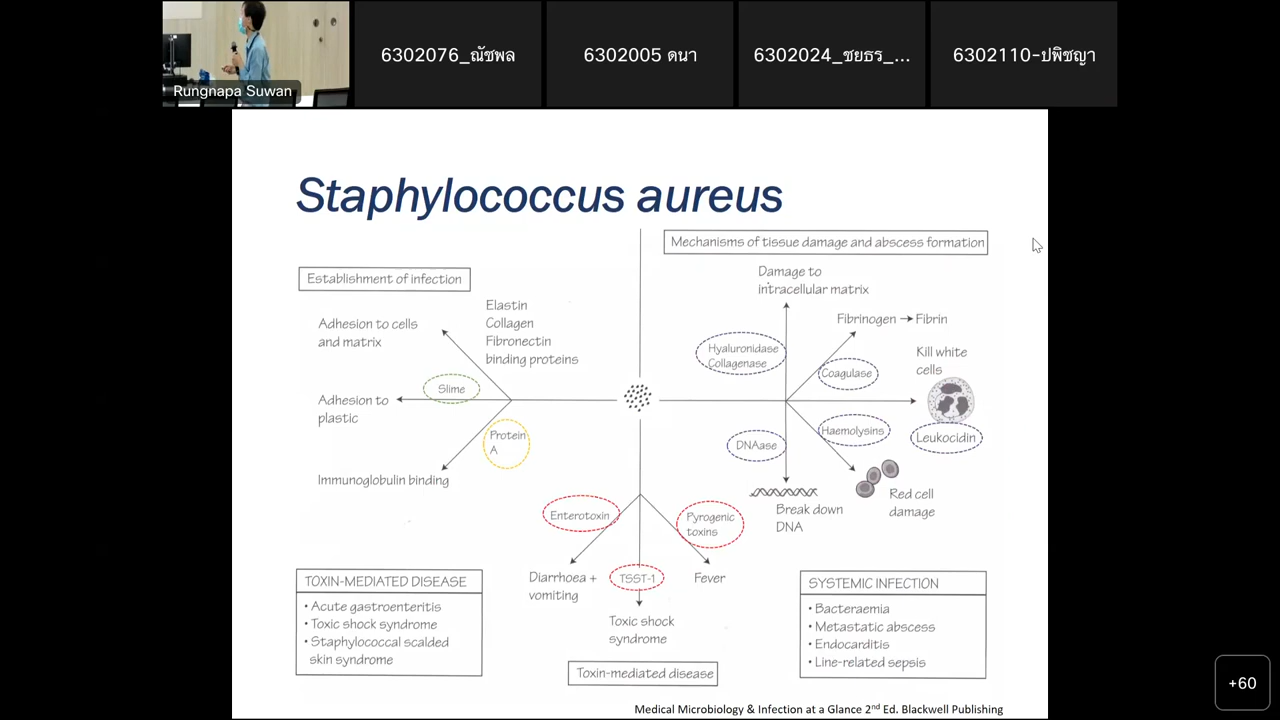 Rungnapa Suwan
6302076_ณัชพล
6302005 ดนา
6302024_ชยธร_...
6302110-ปพิชญา
Staphylococcus aureus
Establishment of infection
Adhesion to cells
and matrix
Elastin
Collagen
Fibronectin
binding proteins
Slime
Adhesion to
plastic
Protein
A
Immunoglobulin binding
Mechanisms of tissue damage and abscess formation
Damage to
intracellular matrix
Fibrinogen → Fibrin
Hyaluronidase
Collagenase
Coagulase
Kill white
cells
Haemolysins
Leukocidin
DNAase
Red cell
damage
Break down
DNA
Enterotoxin
Pyrogenic
toxins
Diarrhoea +
vomiting
TSST-1
Fever
Toxic shock
syndrome
Toxin-mediated disease
TOXIN-MEDIATED DISEASE
• Acute gastroenteritis
• Toxic shock syndrome
• Staphylococcal scalded
skin syndrome
SYSTEMIC INFECTION
• Bacteraemia
• Metastatic abscess
• Endocarditis
• Line-related sepsis
+60
Medical Microbiology & Infection at a Glance 2nd Ed. Blackwell Publishing